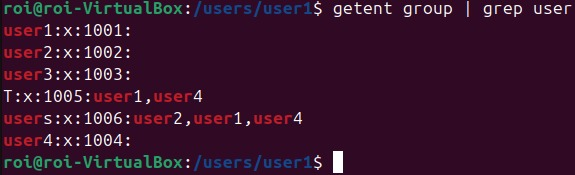 roi@roi-VirtualBox:/users/user1$ getent group | grep user
user1:x:1001:
user2:x:1002:
user3:x:1003:
T:x:1005:user1,user4
users:x:1006:user2,user1,user4
user4:x:1004:
roi@roi-VirtualBox:/users/user1$